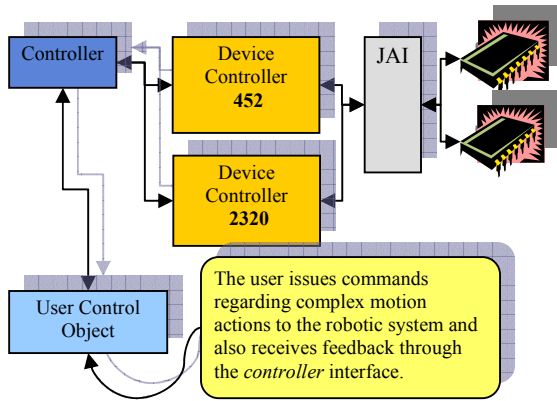 Controller
Device
Controller
452
JAI
Device
Controller
2320
User Control
Object
The user issues commands
regarding complex motion
actions to the robotic system and
also receives feedback through
the controller interface.